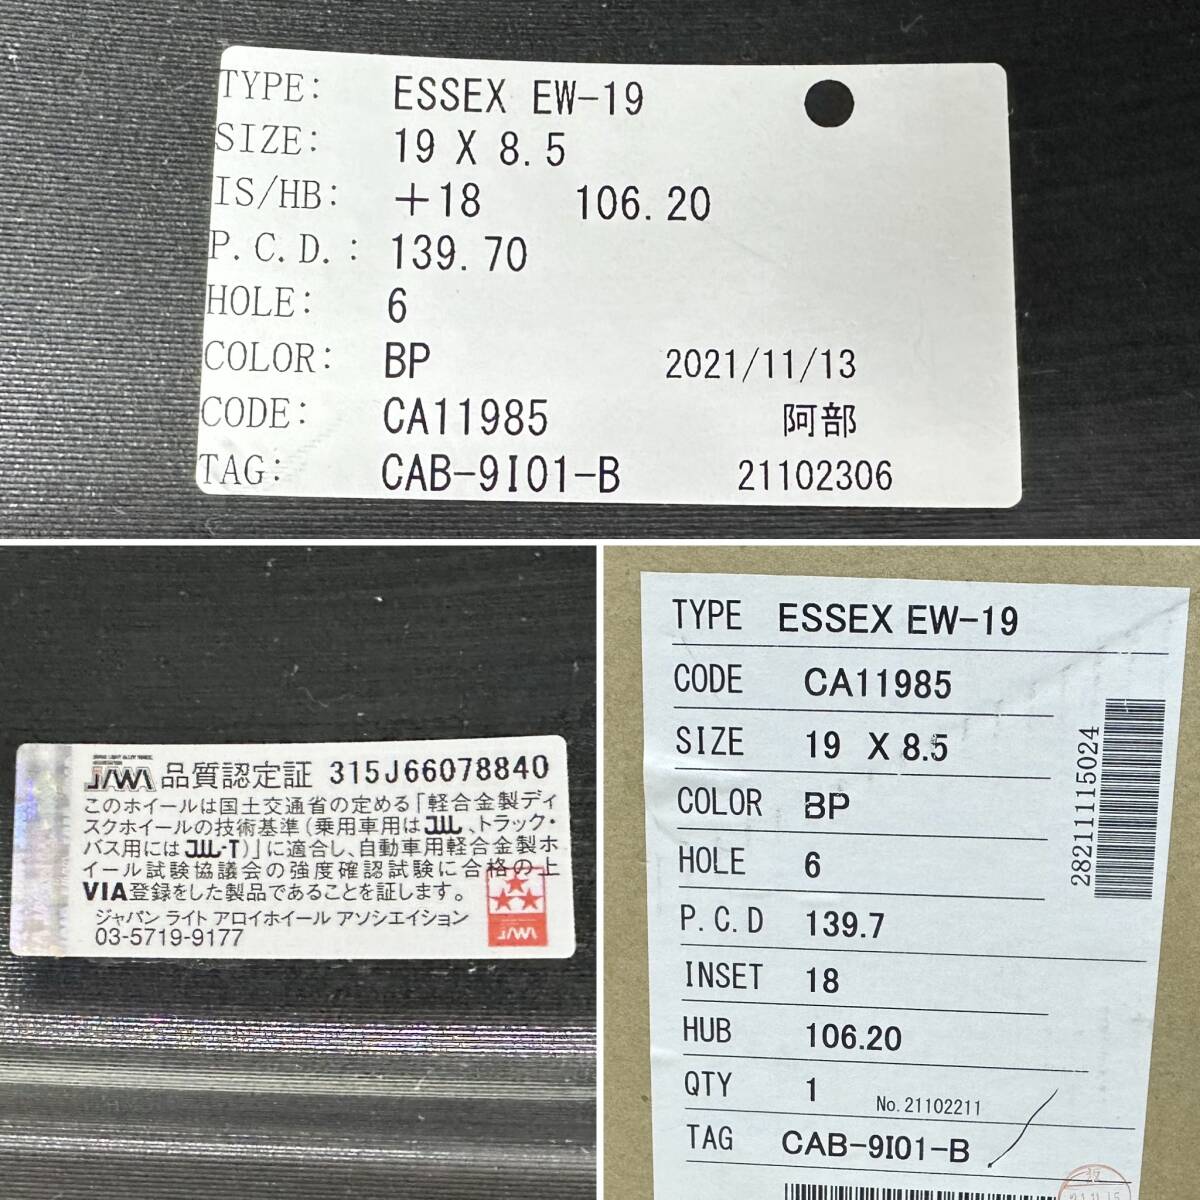 TYPE: ESSEX EW-19
SIZE: 19 X 8.5
IS/HB: +18 106.20
P.C.D.: 139.70
HOLE: 6
COLOR: BP 2021/11/13
CODE: CA11985 阿部
TAG: CAB-9I01-B 21102306
JAWA 品質認定証 315J66078840
このホイールは国土交通省の定める「軽合金製ディ
スクホイールの技術基準(乗用車用はJWL、トラック・
バス用にはJWL-T)」に適合し、自動車用軽合金製ホ
イール試験協議会の強度確認試験に合格の上
VIA登録をした製品であることを証します。
ジャパン ライト アロイホイール アソシエイション
03-5719-9177
JAWA
TYPE ESSEX EW-19
CODE CA11985
SIZE 19 X 8.5
COLOR BP
HOLE 6
P.C.D 139.7
INSET 18
HUB 106.20
QTY 1 No. 21102211
TAG CAB-9I01-B
2821111115024